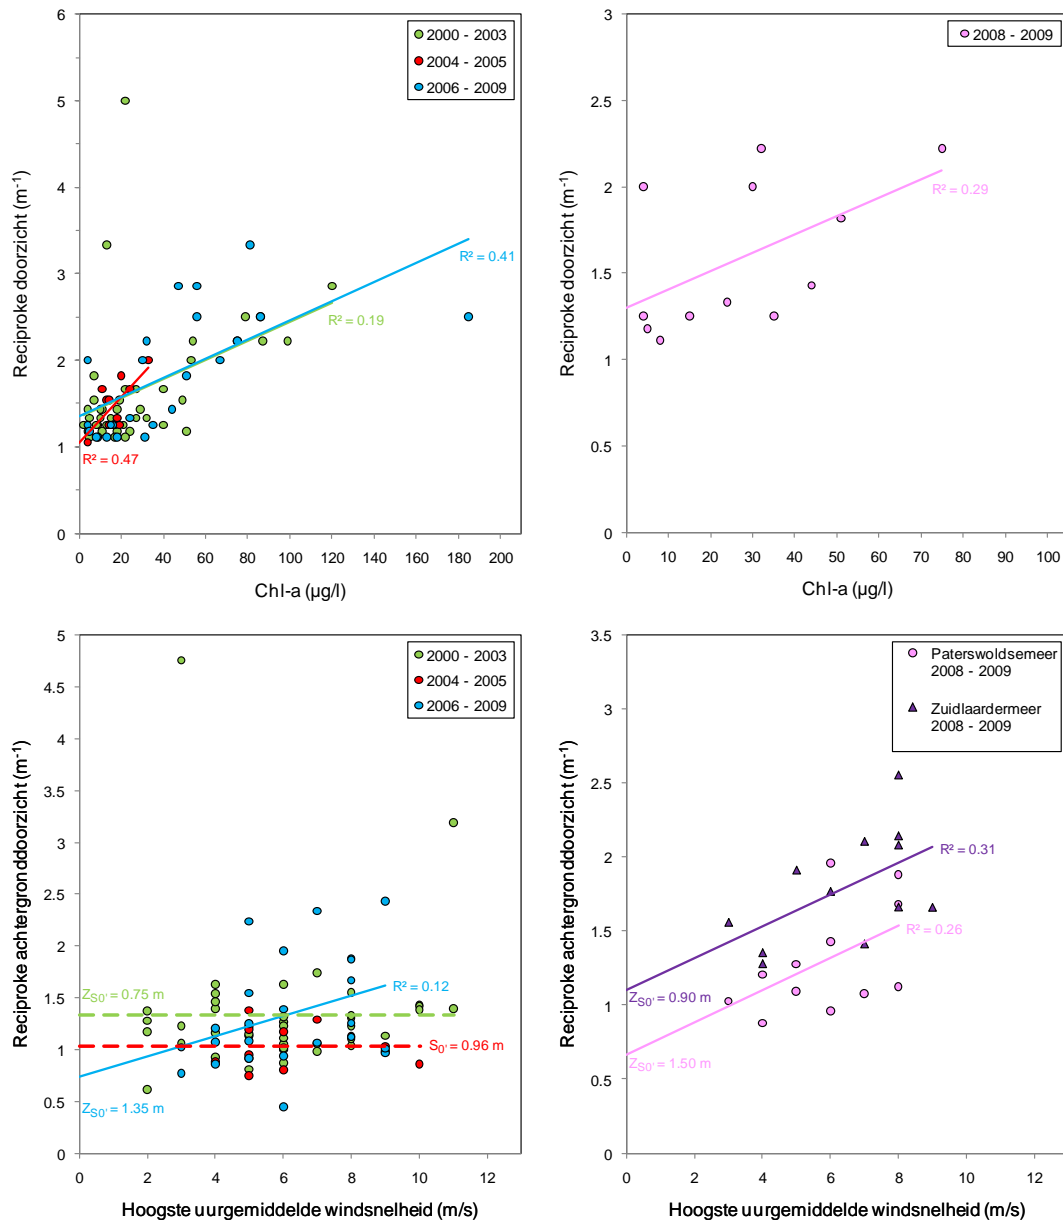 6
5
4
3
2
1
0
Reciproke doorzicht (m⁻¹)
2000 - 2003
2004 - 2005
2006 - 2009
R² = 0.41
R² = 0.19
R² = 0.47
0 20 40 60 80 100 120 140 160 180 200
Chl-a (µg/l)
3
2.5
2
1.5
1
0.5
0
Reciproke doorzicht (m⁻¹)
2008 - 2009
R² = 0.29
0 10 20 30 40 50 60 70 80 90 100
Chl-a (µg/l)
5
4.5
4
3.5
3
2.5
2
1.5
1
0.5
0
Reciproke achtergronddoorzicht (m⁻¹)
2000 - 2003
2004 - 2005
2006 - 2009
Z_S0' = 0.75 m
R² = 0.12
S_0' = 0.96 m
Z_S0' = 1.35 m
0 2 4 6 8 10 12
Hoogste uurgemiddelde windsnelheid (m/s)
3.5
3
2.5
2
1.5
1
0.5
0
Reciproke achtergronddoorzicht (m⁻¹)
Paterswoldsemeer
2008 - 2009
Zuidlaardermeer
2008 - 2009
R² = 0.31
R² = 0.26
Z_S0' = 0.90 m
Z_S0' = 1.50 m
0 2 4 6 8 10 12
Hoogste uurgemiddelde windsnelheid (m/s)